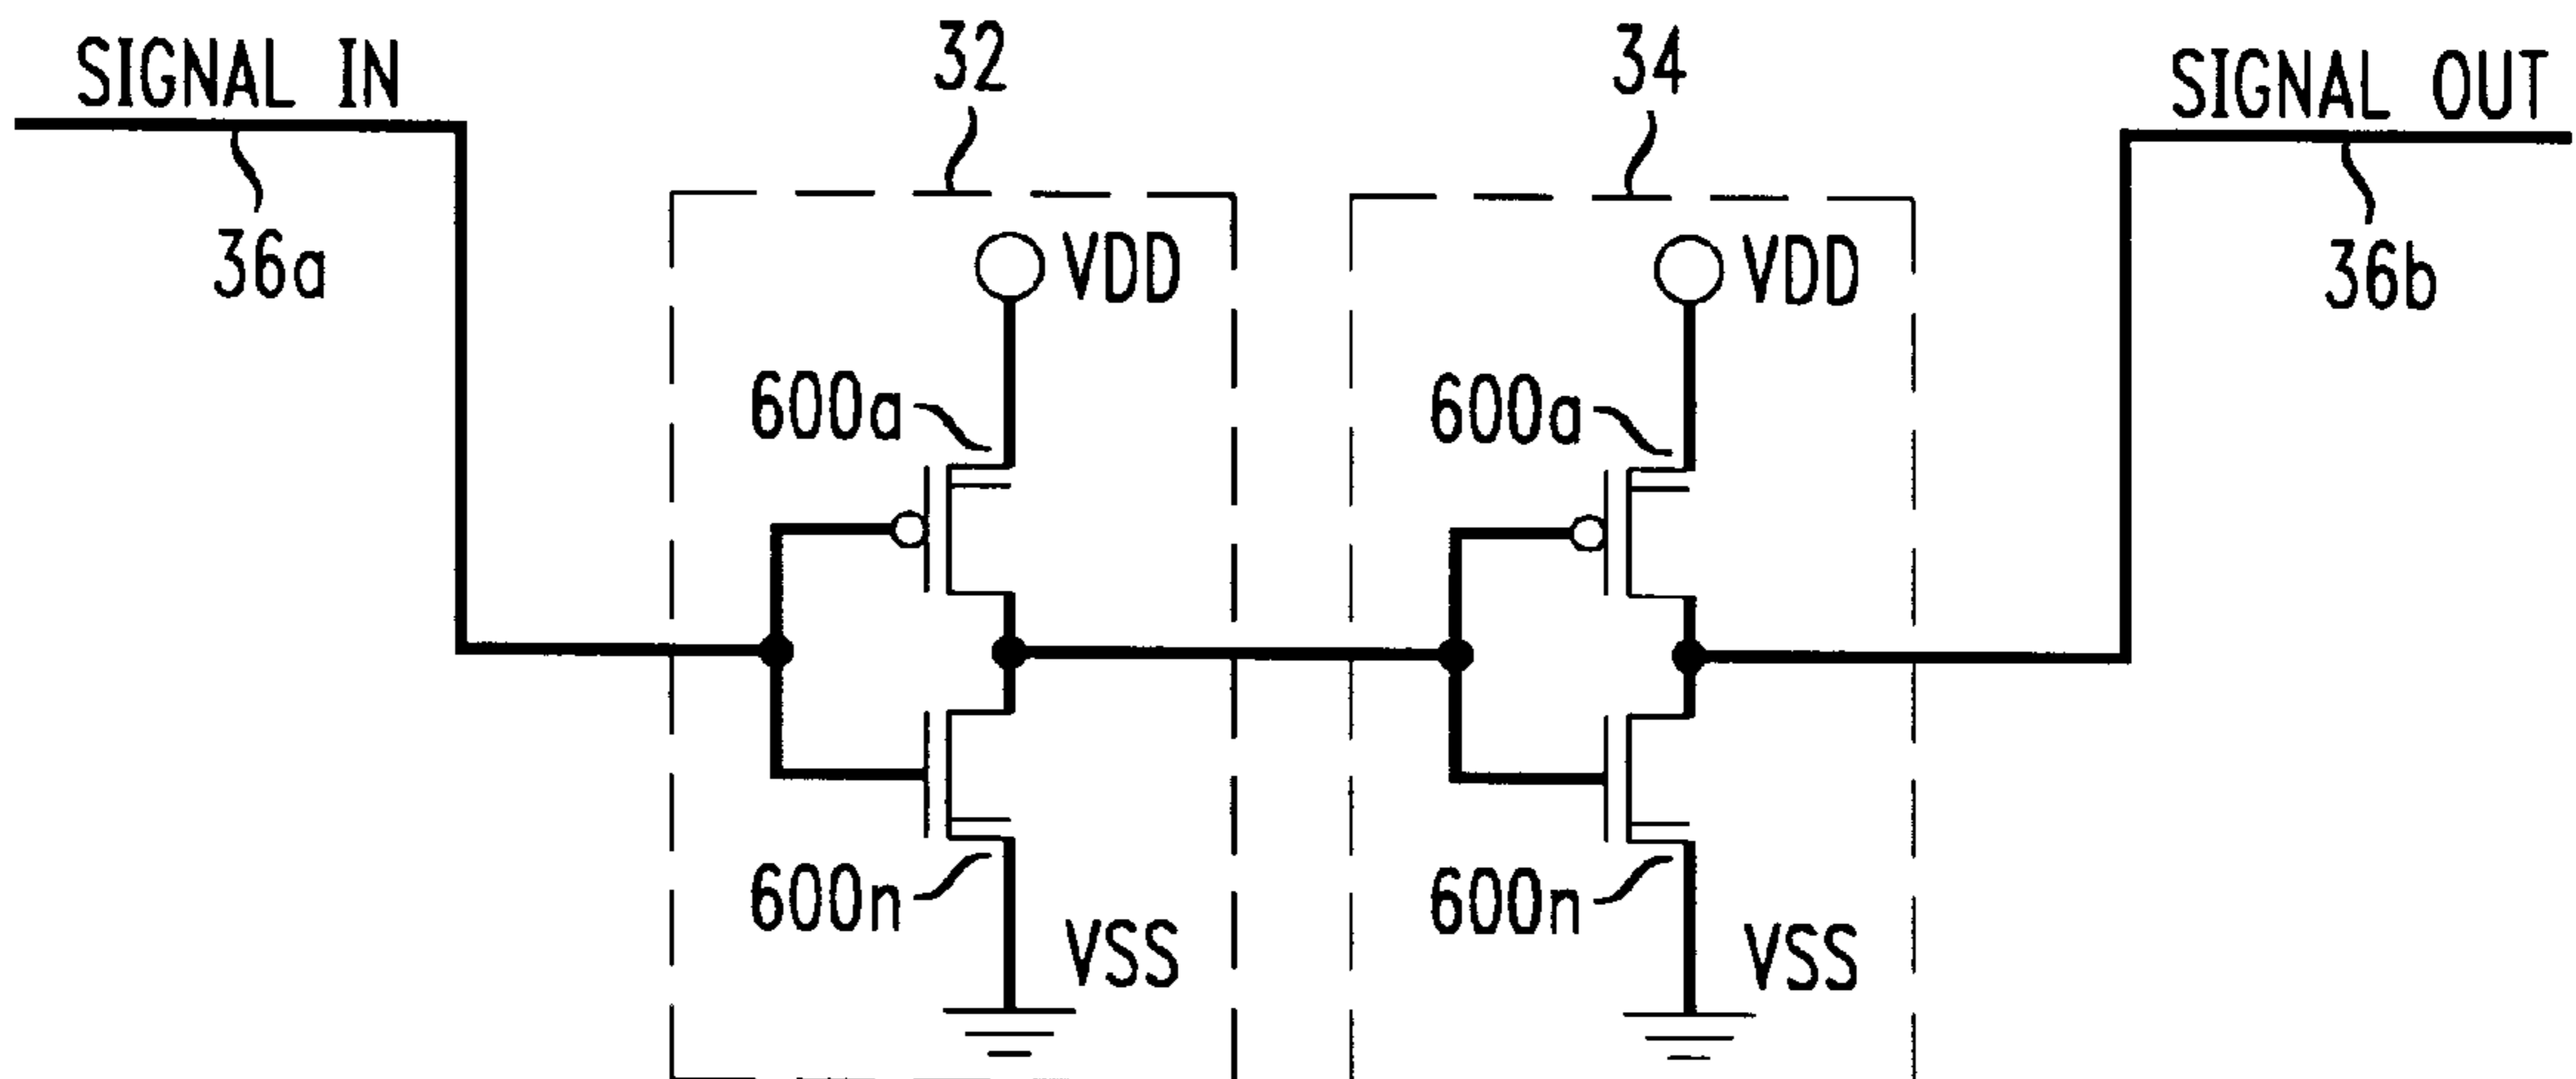 SIGNAL IN
36a
32
VDD
600a
600n
VSS
34
VDD
600a
600n
VSS
SIGNAL OUT
36b